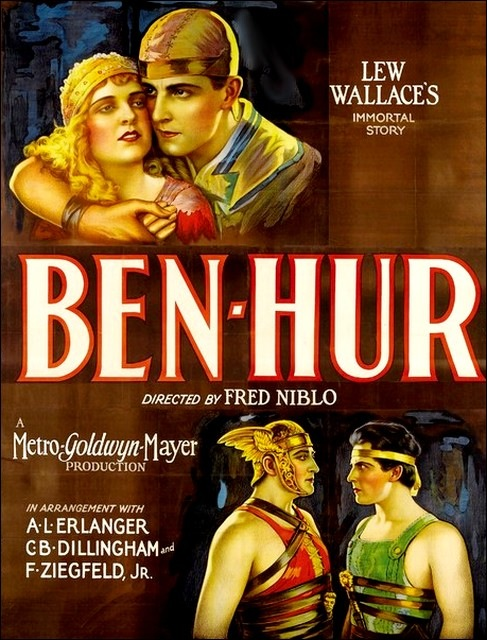 LEW
WALLACE'S
IMMORTAL
STORY
BEN-HUR
DIRECTED BY FRED NIBLO
A
Metro-Goldwyn-Mayer
PRODUCTION
IN ARRANGEMENT WITH
A·L·ERLANGER
C·B·DILLINGHAM and
F·ZIEGFELD, JR.